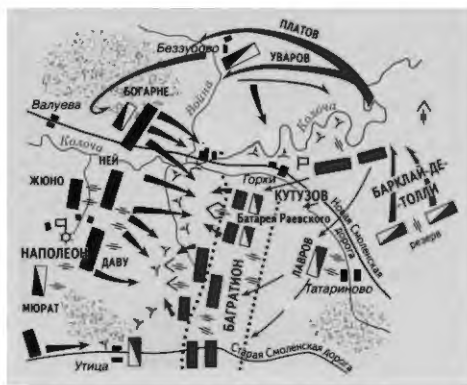 ПЛАТОВ
Беззубово
УВАРОВ
БОГАРНЕ
Война
Валуева
Колоча
Колоча
НЕЙ
ЖЮНО
Горки
КУТУЗОВ
БАРКЛАЙ-ДЕ-
ТОЛЛИ
Батарея Раевского
Новая Смоленская
дорога
резерв
НАПОЛЕОН
ДАВУ
ЛАВРОВ
БАГРАТИОН
Татариново
МЮРАТ
Старая Смоленская дорога
Утица